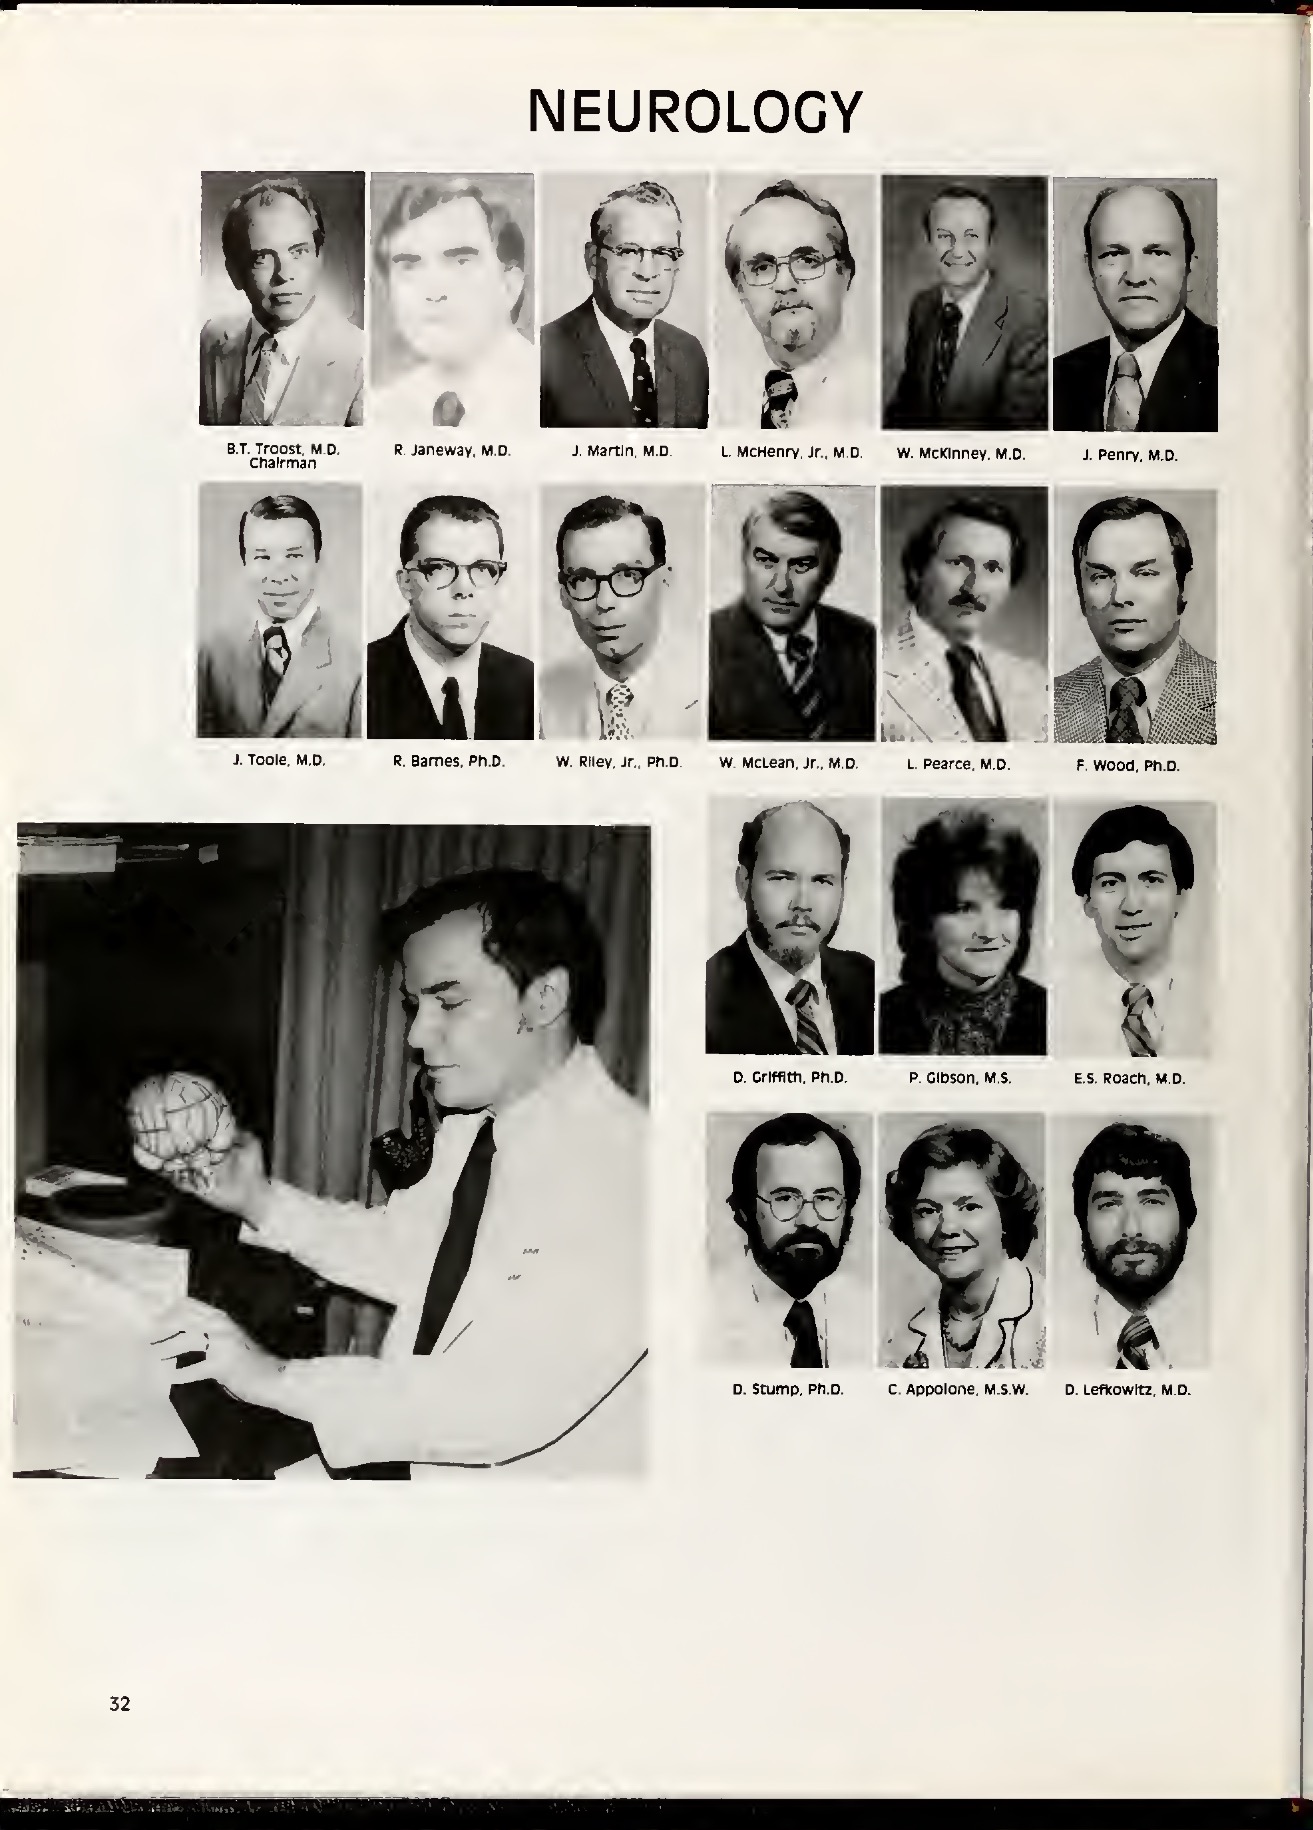 NEUROLOGY
B.T. Troost, M.D. R. Janeway, M.D. J. Martin, M.D. L. McHenry, Jr., M.D. W. McKinney, M.D. J. Penry, M.D.
Chairman
J. Toole, M.D. R. Barnes, Ph.D. W. Riley, Jr., Ph.D. W. McLean, Jr., M.D. L. Pearce, M.D. F. Wood, Ph.D.
D. Griffith, Ph.D. P. Gibson, M.S. E.S. Roach, M.D.
D. Stump, Ph.D. C. Appolone, M.S.W. D. Lefkowitz, M.D.
32